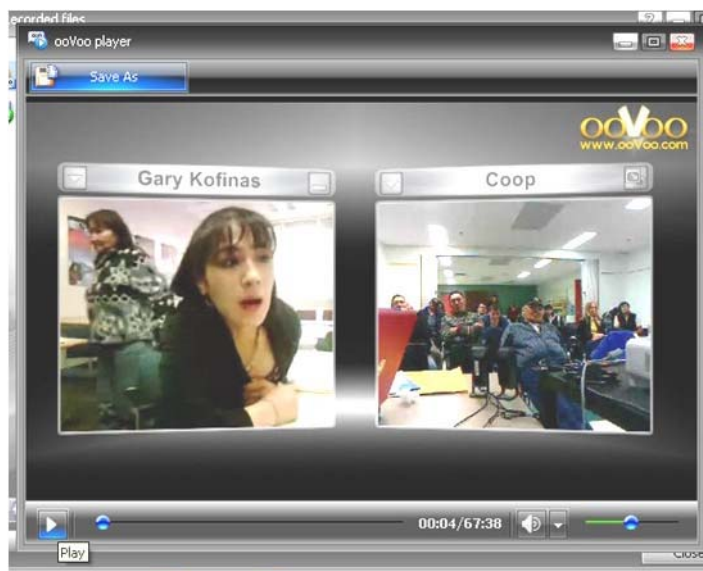 ecorded files
ooVoo player
Save As
ooVoo
www.ooVoo.com
Gary Kofinas
Coop
00:04/67:38
Play
Close